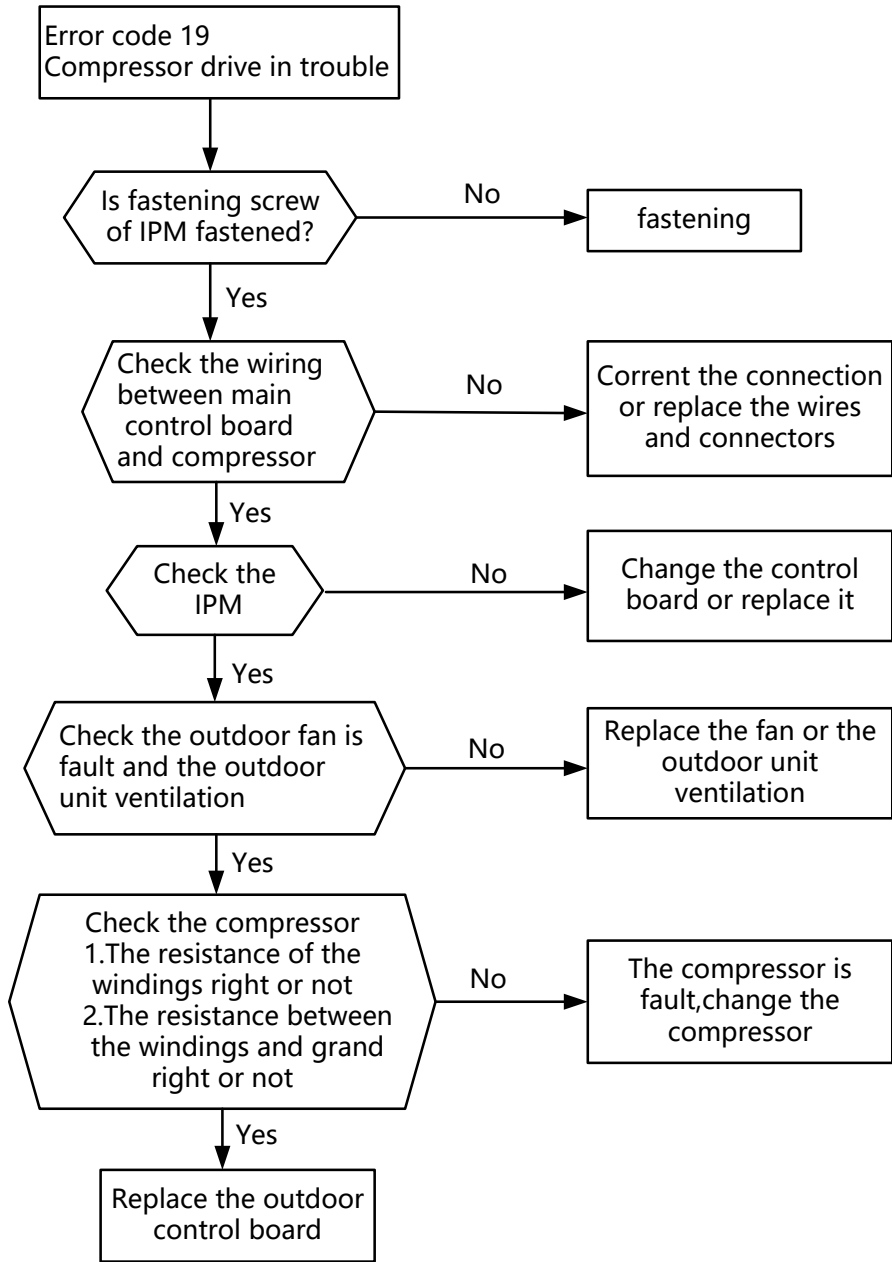 Error code 19
Compressor drive in trouble
Is fastening screw
of IPM fastened?
No
fastening
Yes
Check the wiring
between main
control board
and compressor
No
Corrent the connection
or replace the wires
and connectors
Yes
Check the
IPM
No
Change the control
board or replace it
Yes
Check the outdoor fan is
fault and the outdoor
unit ventilation
No
Replace the fan or the
outdoor unit
ventilation
Yes
Check the compressor
1.The resistance of the
windings right or not
2.The resistance between
the windings and grand
right or not
No
The compressor is
fault,change the
compressor
Yes
Replace the outdoor
control board